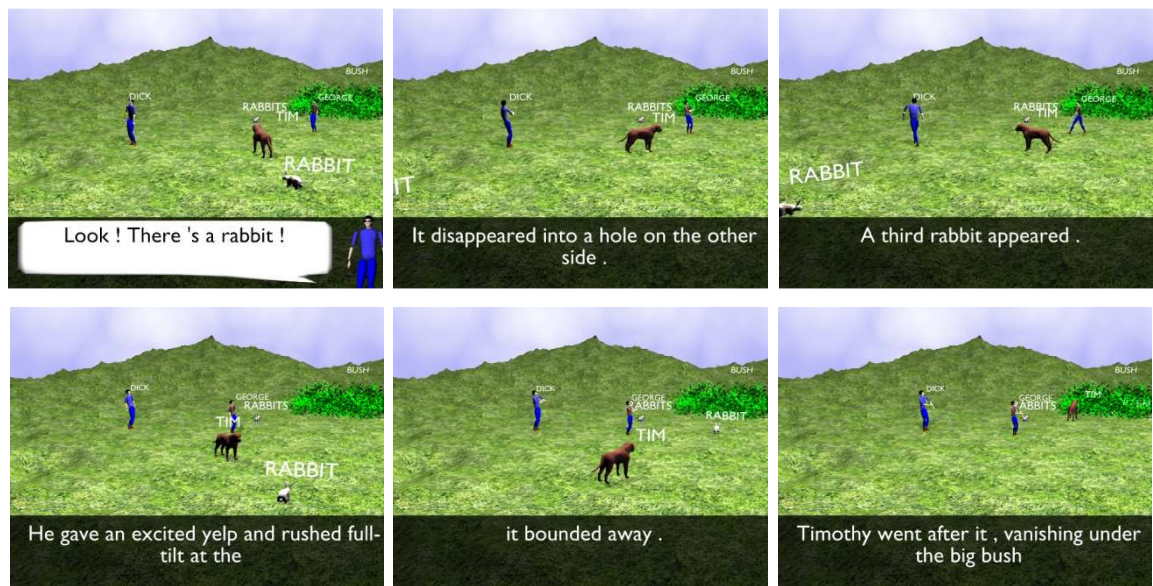 BUSH
DICK
GEORGE
RABBITS
TIM
RABBIT
Look ! There 's a rabbit !
BUSH
DICK
GEORGE
RABBITS
TIM
IT
It disappeared into a hole on the other
side .
BUSH
DICK
GEORGE
RABBITS
TIM
RABBIT
A third rabbit appeared .
BUSH
DICK
GEORGE
RABBITS
TIM
RABBIT
He gave an excited yelp and rushed full-
tilt at the
BUSH
DICK
GEORGE
RABBITS
RABBIT
TIM
it bounded away .
BUSH
DICK
TIM
GEORGE
RABBITS
Timothy went after it , vanishing under
the big bush